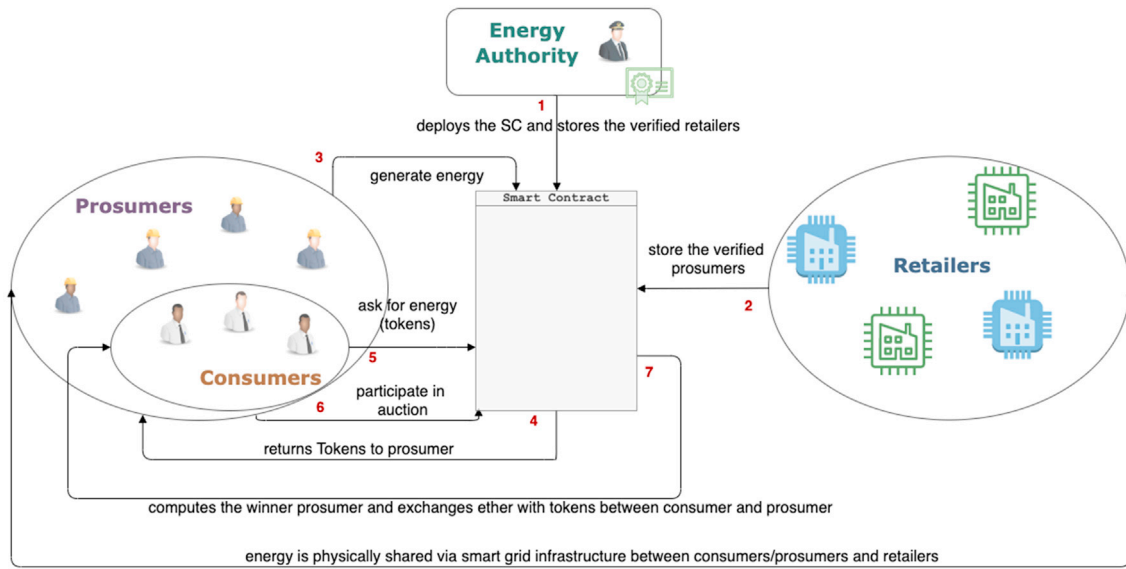 Energy
Authority
1
deploys the SC and stores the verified retailers
3
generate energy
Smart Contract
Prosumers
store the verified
prosumers
2
Retailers
ask for energy
(tokens)
5
Consumers
7
6
participate in
auction
4
returns Tokens to prosumer
computes the winner prosumer and exchanges ether with tokens between consumer and prosumer
energy is physically shared via smart grid infrastructure between consumers/prosumers and retailers